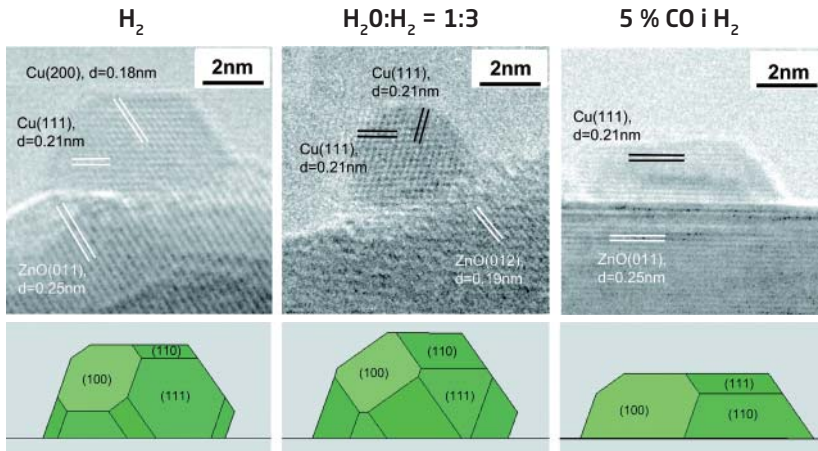 H₂
H₂O:H₂ = 1:3
5 % CO i H₂
Cu(200), d=0.18nm
2nm
Cu(111),
d=0.21nm
ZnO(011),
d=0.25nm
2nm
Cu(111),
d=0.21nm
Cu(111),
d=0.21nm
ZnO(012),
d=0.19nm
2nm
Cu(111),
d=0.21nm
ZnO(011),
d=0.25nm
(110)
(100)
(111)
(110)
(100)
(111)
(111)
(100)
(110)